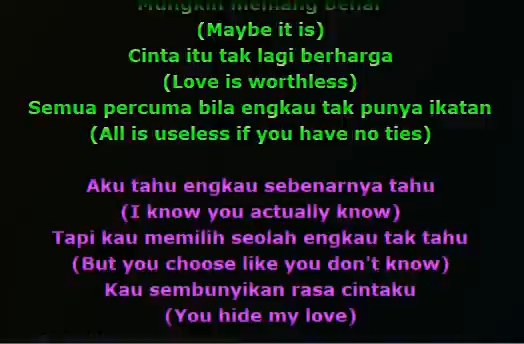 Mungkin memang benar
(Maybe it is)
Cinta itu tak lagi berharga
(Love is worthless)
Semua percuma bila engkau tak punya ikatan
(All is useless if you have no ties)
Aku tahu engkau sebenarnya tahu
(I know you actually know)
Tapi kau memilih seolah engkau tak tahu
(But you choose like you don't know)
Kau sembunyikan rasa cintaku
(You hide my love)